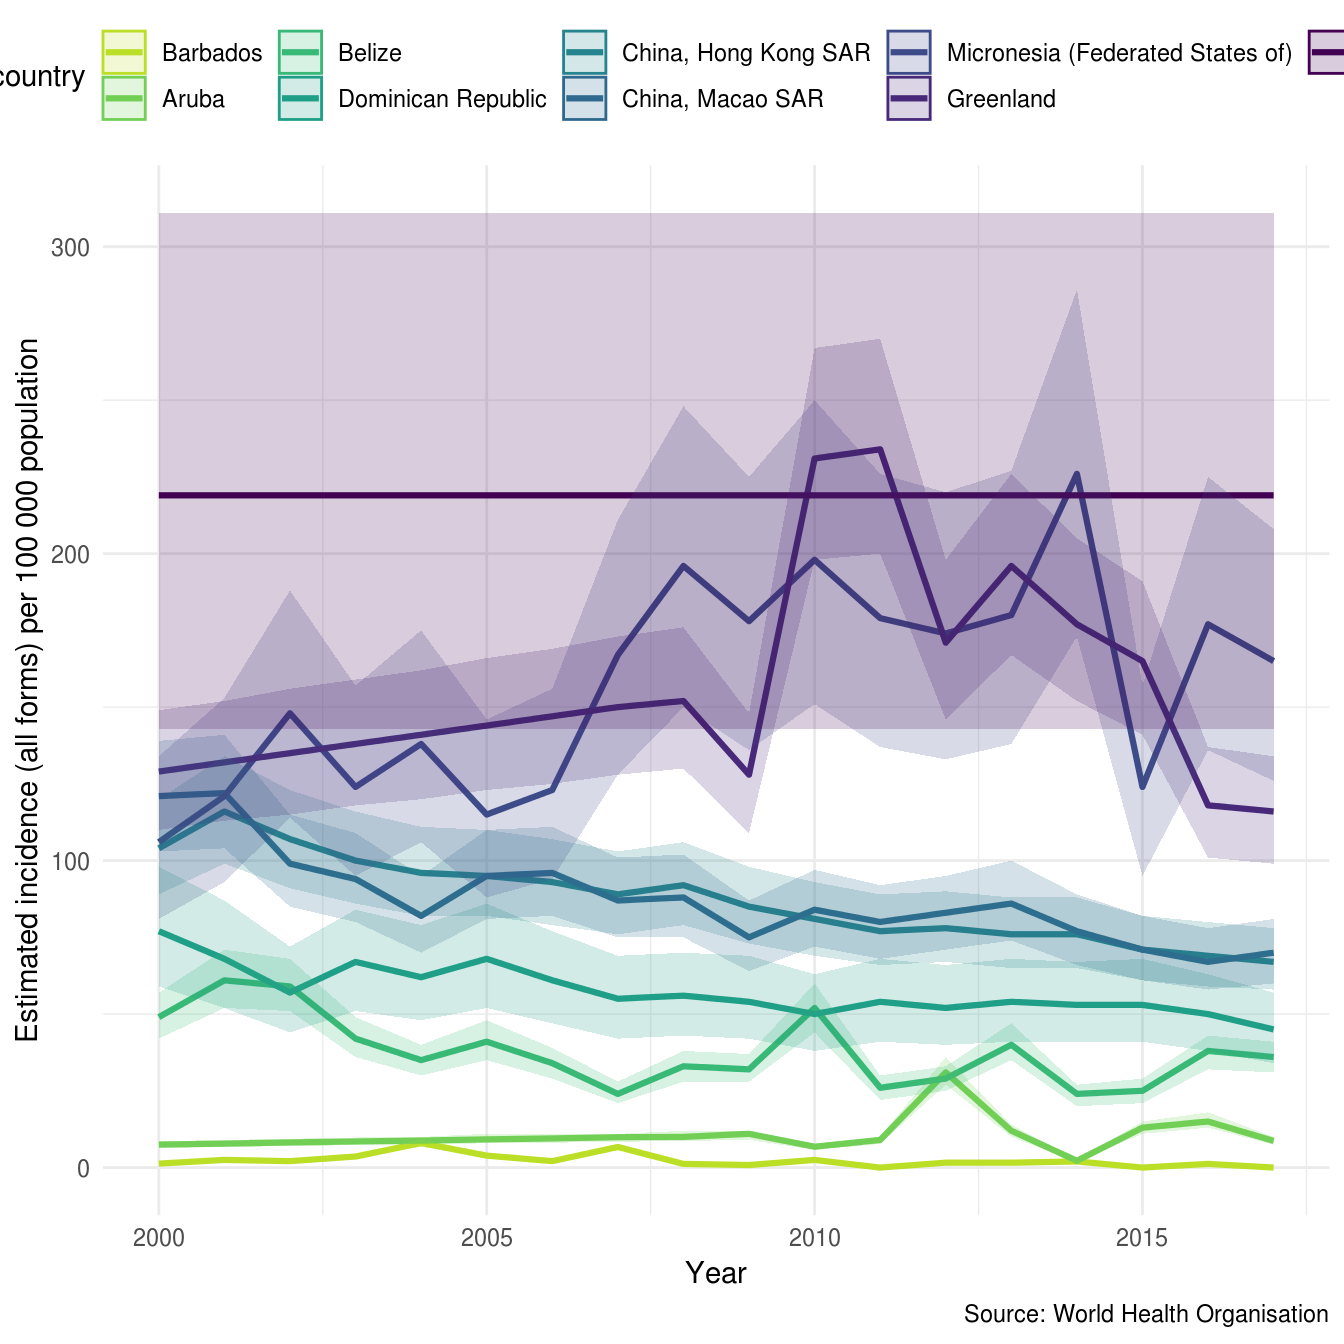 country
Barbados
Aruba
Belize
Dominican Republic
China, Hong Kong SAR
China, Macao SAR
Micronesia (Federated States of)
Greenland
Estimated incidence (all forms) per 100 000 population
300
200
100
0
2000
2005
2010
2015
Year
Source: World Health Organisation